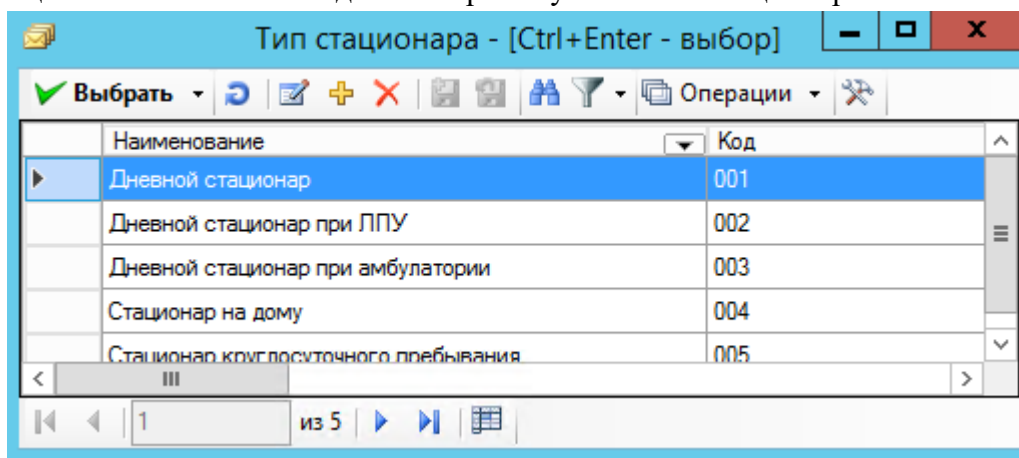 Тип стационара - [Ctrl+Enter - выбор]
Выбрать Операции
Наименование Код
Дневной стационар 001
Дневной стационар при ЛПУ 002
Дневной стационар при амбулатории 003
Стационар на дому 004
Стационар круглосуточного пребывания 005
1 из 5